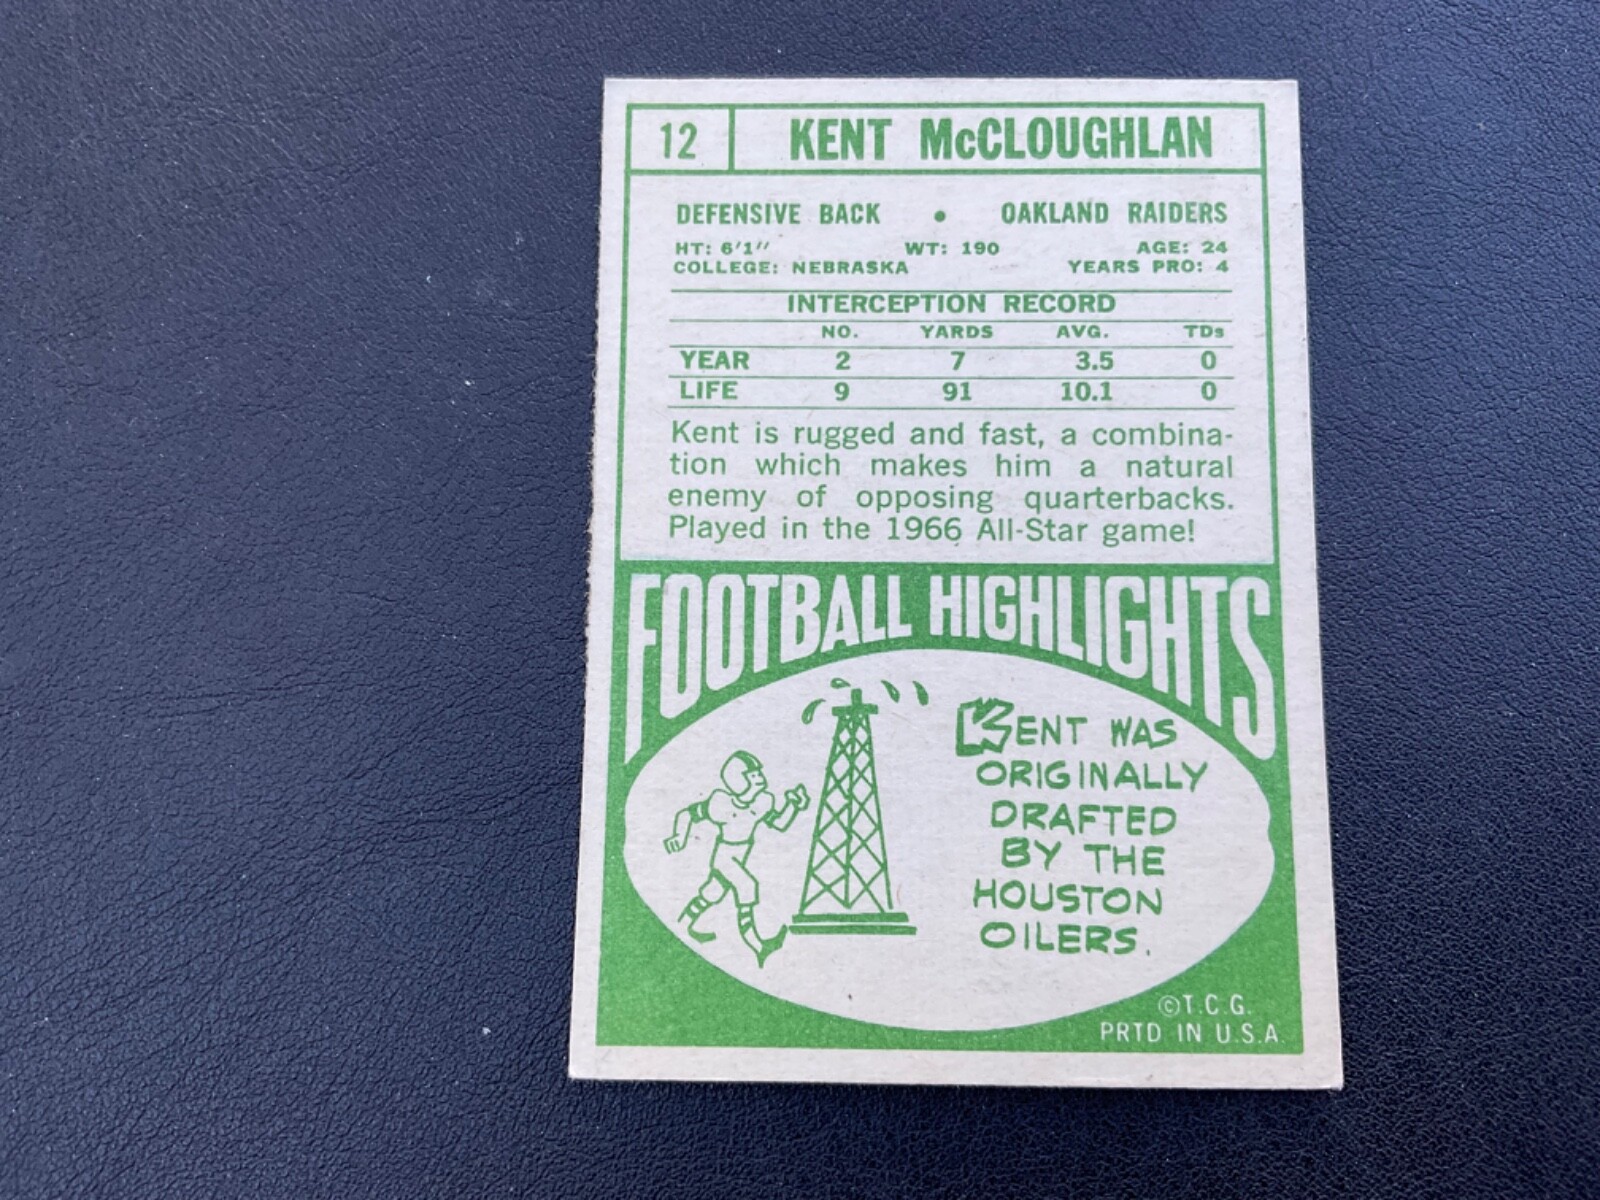 12 KENT McCLOUGHLAN
DEFENSIVE BACK • OAKLAND RAIDERS
HT: 6'1" WT: 190 AGE: 24
COLLEGE: NEBRASKA YEARS PRO: 4
INTERCEPTION RECORD
NO. YARDS AVG. TDs
YEAR 2 7 3.5 0
LIFE 9 91 10.1 0
Kent is rugged and fast, a combina-
tion which makes him a natural
enemy of opposing quarterbacks.
Played in the 1966 All-Star game!
FOOTBALL HIGHLIGHTS
KENT WAS
ORIGINALLY
DRAFTED
BY THE
HOUSTON
OILERS.
©T.C.G.
PRTD IN U.S.A.